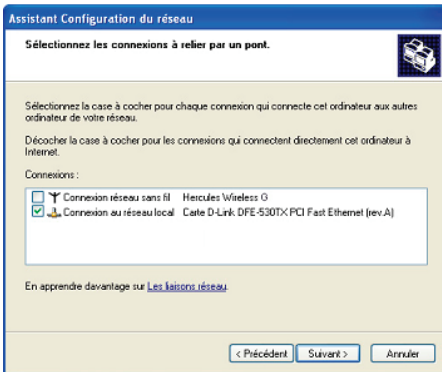 Assistant Configuration du réseau
Sélectionnez les connexions à relier par un pont.
Sélectionnez la case à cocher pour chaque connexion qui connecte cet ordinateur aux autres
ordinateur de votre réseau.
Décocher la case à cocher pour les connexions qui connectent directement cet ordinateur à
Internet.
Connexions :
Connexion réseau sans fil Hercules Wireless G
Connexion au réseau local Carte D-Link DFE-530TX PCI Fast Ethernet (rev.A)
En apprendre davantage sur Les liaisons réseau.
< Précédent Suivant > Annuler